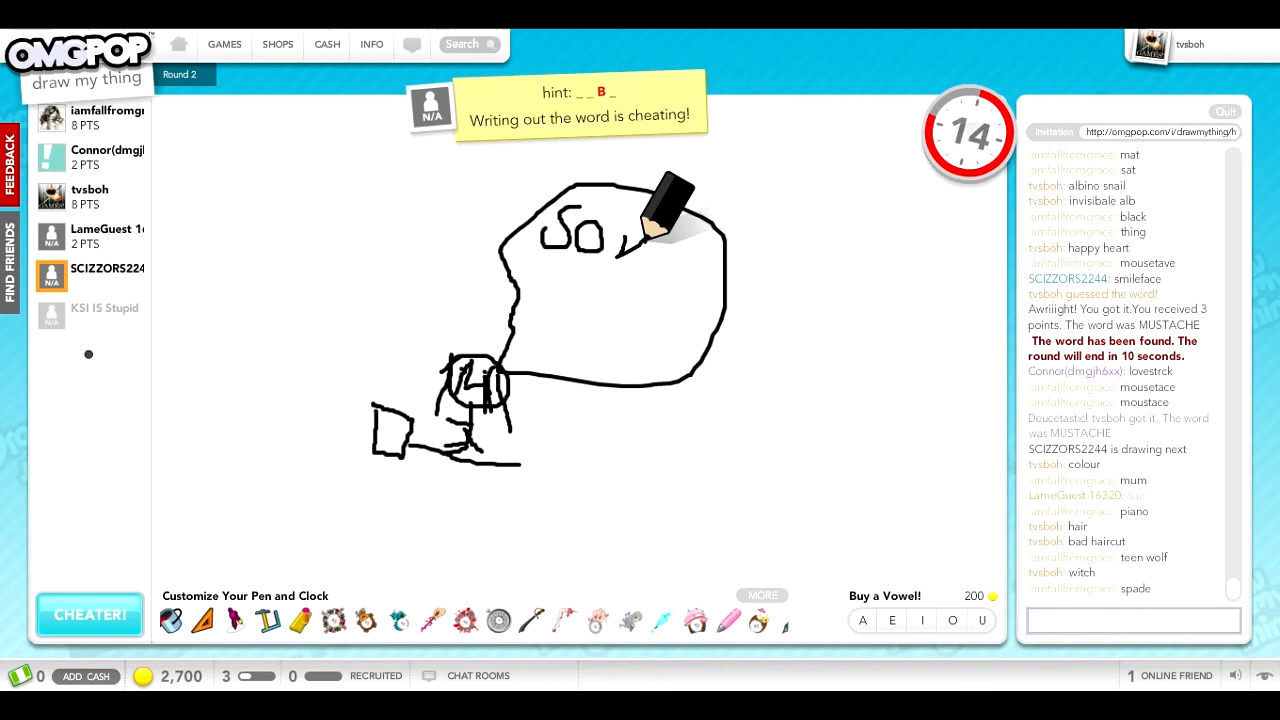 OMGPOP™
draw my thing
GAMES
SHOPS
CASH
INFO
Search
tvsboh
Round 2
FEEDBACK
FIND FRIENDS
iamfallfromgr
8 PTS
Connor(dmgjl
2 PTS
tvsboh
8 PTS
LameGuest 16
2 PTS
SCIZZORS224
KSI IS Stupid
N/A
N/A
N/A
CHEATER!
N/A
hint: _ _ B _
Writing out the word is cheating!
14
So
Customize Your Pen and Clock
MORE
Buy a Vowel!
200
A E I O U
Quit
Invitation http://omgpop.com/i/drawmything/h
iamfallfromgrace: mat
iamfallfromgrace: sat
tvsboh: albino snail
tvsboh: invisibale alb
iamfallfromgrace: black
iamfallfromgrace: thing
tvsboh: happy heart
iamfallfromgrace: mousetave
SCIZZORS2244: smileface
tvsboh guessed the word!
Awriiight! You got it.You received 3
points. The word was MUSTACHE
The word has been found. The
round will end in 10 seconds.
Connor(dmgjh6xx): lovestrck
iamfallfromgrace: mousetace
iamfallfromgrace: moustace
Deucetastic! tvsboh got it. The word
was MUSTACHE
SCIZZORS2244 is drawing next
tvsboh: colour
iamfallfromgrace: mum
LameGuest 16320: hair
iamfallfromgrace: piano
tvsboh: hair
tvsboh: bad haircut
iamfallfromgrace: teen wolf
tvsboh: witch
iamfallfromgrace: spade
0
ADD CASH
2,700
3
0
RECRUITED
CHAT ROOMS
1 ONLINE FRIEND